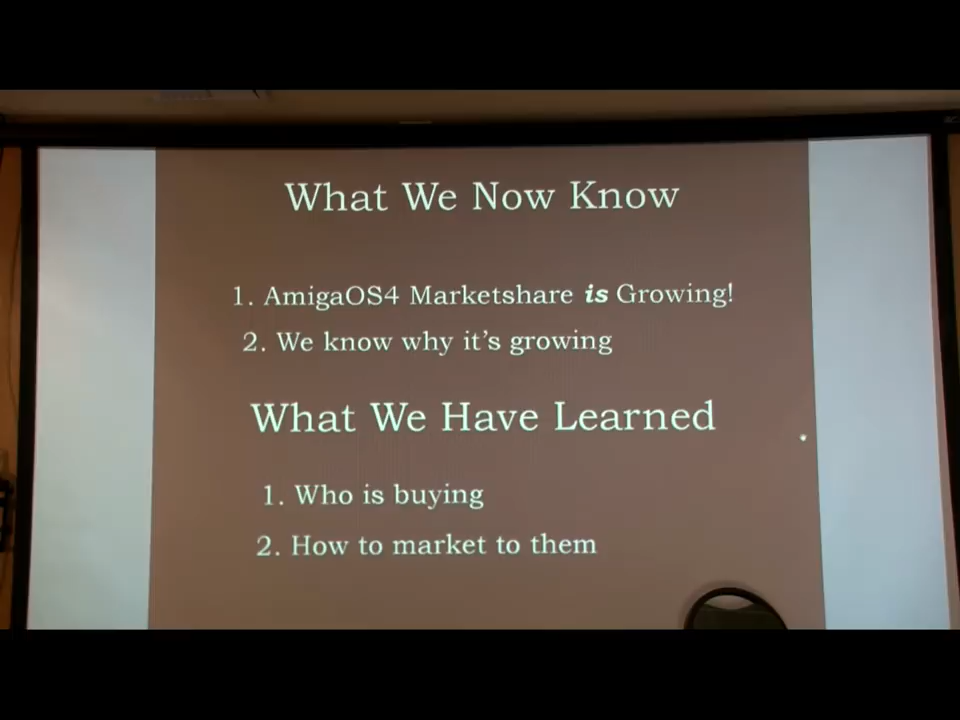 What We Now Know
1. AmigaOS4 Marketshare is Growing!
2. We know why it's growing
What We Have Learned
1. Who is buying
2. How to market to them